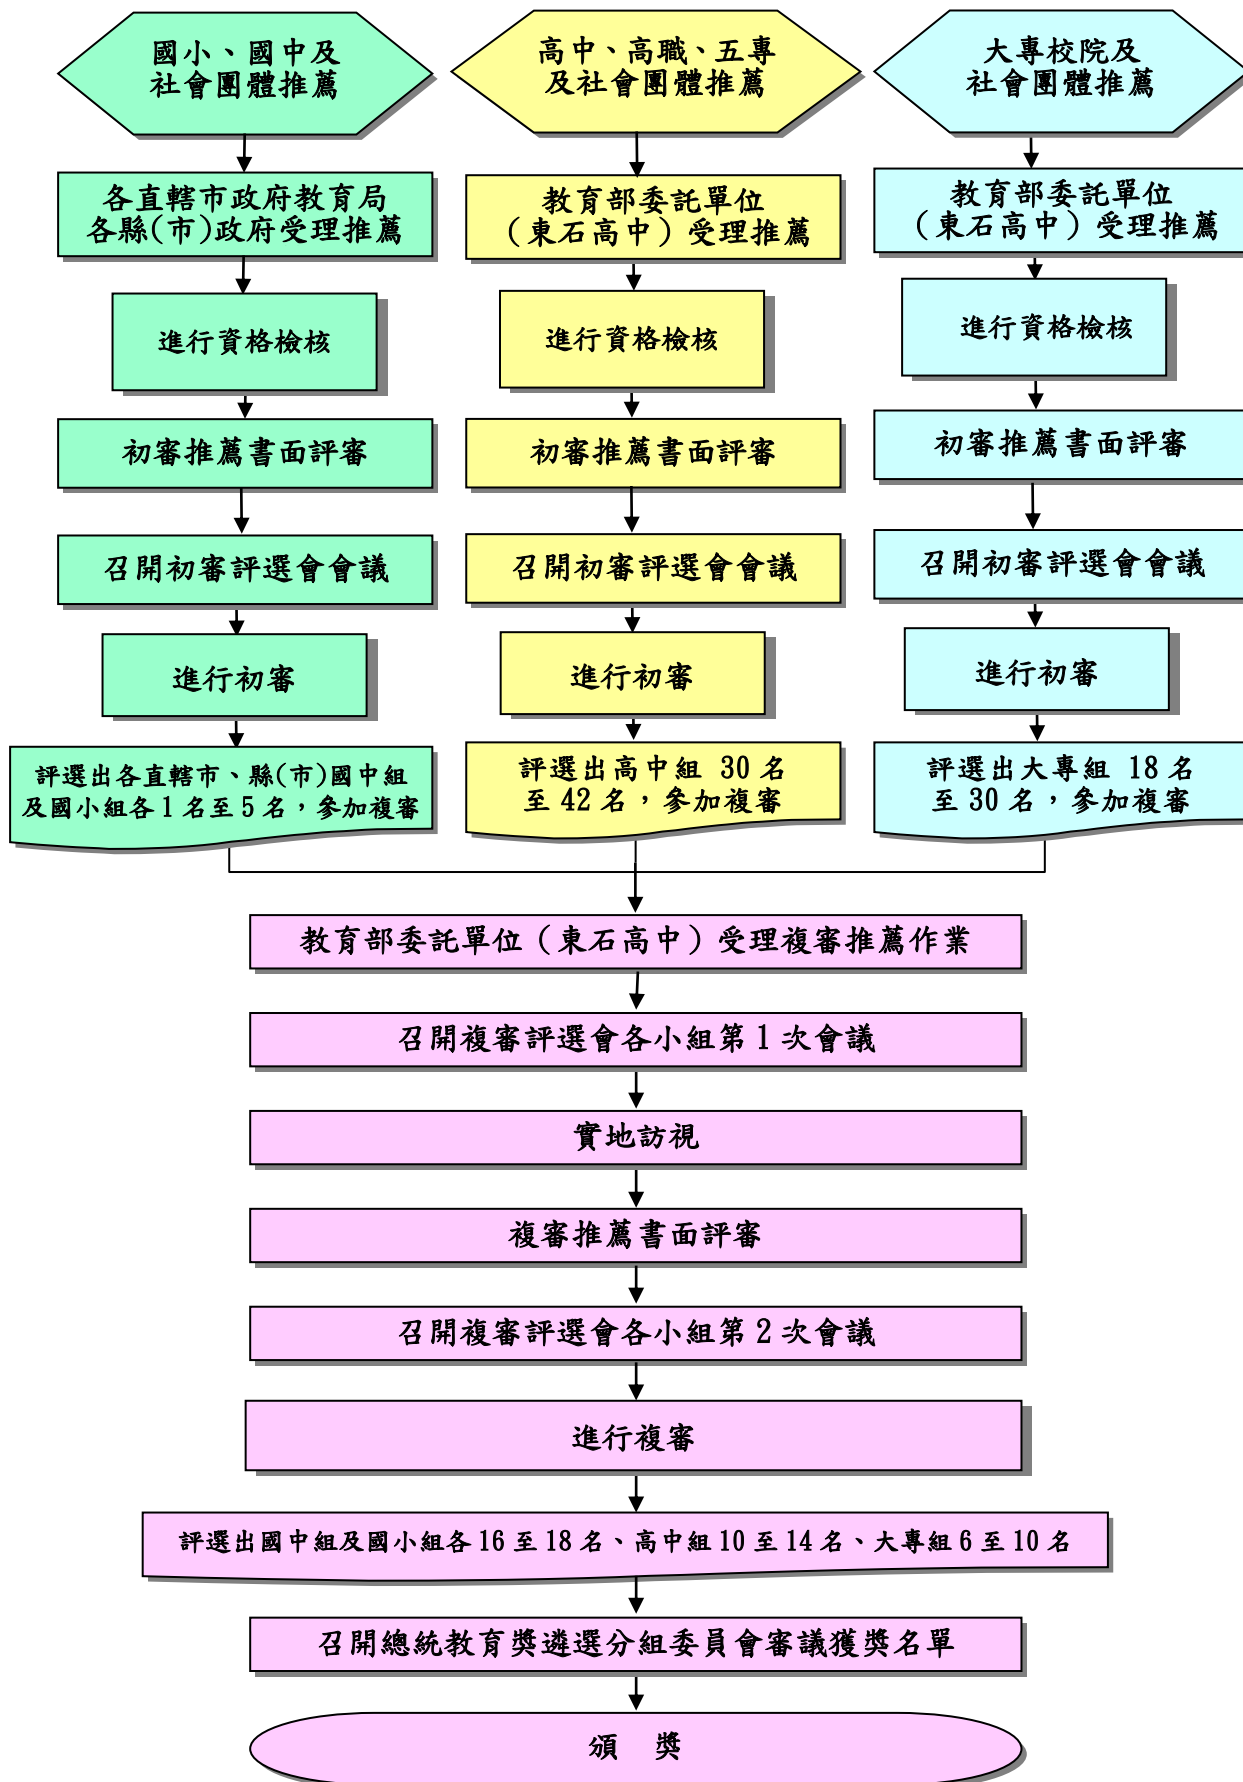 國小、國中及
社會團體推薦
高中、高職、五專
及社會團體推薦
大專校院及
社會團體推薦
各直轄市政府教育局
各縣(市)政府受理推薦
教育部委託單位
（東石高中）受理推薦
教育部委託單位
（東石高中）受理推薦
進行資格檢核
進行資格檢核
進行資格檢核
初審推薦書面評審
初審推薦書面評審
初審推薦書面評審
召開初審評選會會議
召開初審評選會會議
召開初審評選會會議
進行初審
進行初審
進行初審
評選出各直轄市、縣(市)國中組
及國小組各1名至5名，參加複審
評選出高中組 30名
至42名，參加複審
評選出大專組 18名
至30名，參加複審
教育部委託單位（東石高中）受理複審推薦作業
召開複審評選會各小組第1次會議
實地訪視
複審推薦書面評審
召開複審評選會各小組第2次會議
進行複審
評選出國中組及國小組各16至18名、高中組10至14名、大專組6至10名
召開總統教育獎遴選分組委員會審議獲獎名單
頒　獎